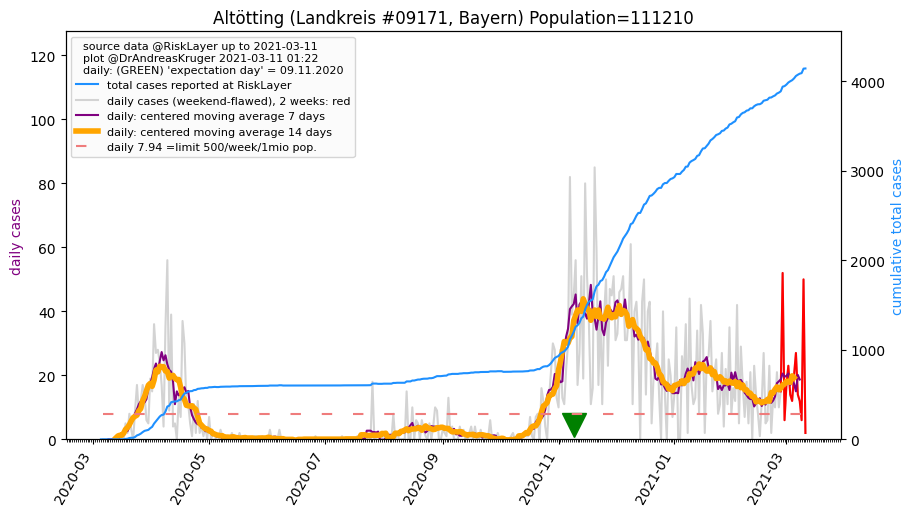 Altötting (Landkreis #09171, Bayern) Population=111210
source data @RiskLayer up to 2021-03-11
plot @DrAndreasKruger 2021-03-11 01:22
daily: (GREEN) 'expectation day' = 09.11.2020
total cases reported at RiskLayer
daily cases (weekend-flawed), 2 weeks: red
daily: centered moving average 7 days
daily: centered moving average 14 days
daily 7.94 =limit 500/week/1mio pop.
daily cases
120
100
80
60
40
20
0
cumulative total cases
4000
3000
2000
1000
0
2020-03
2020-05
2020-07
2020-09
2020-11
2021-01
2021-03